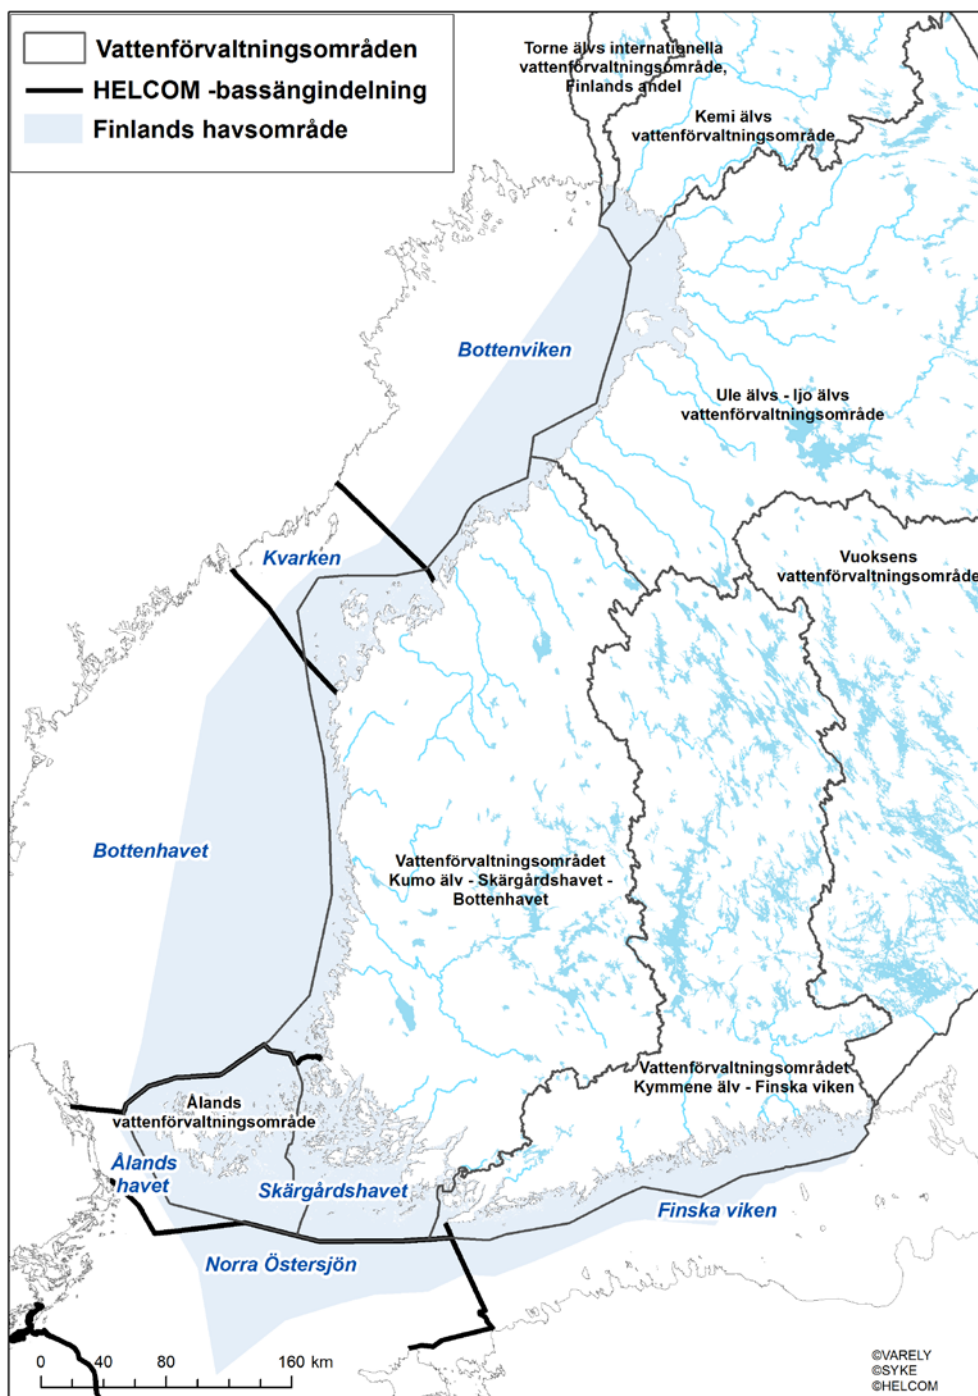 Vattenförvaltningsområden
HELCOM -bassängindelning
Finlands havsområde
Torne älvs internationella
vattenförvaltningsområde,
Finlands andel
Kemi älvs
vattenförvaltningsområde
Bottenviken
Ule älvs - Ijo älvs
vattenförvaltningsområde
Kvarken
Vuoksens
vattenförvaltningsområde
Bottenhavet
Vattenförvaltningsområdet
Kumo älv - Skärgårdshavet -
Bottenhavet
Vattenförvaltningsområdet
Kymmene älv - Finska viken
Ålands
vattenförvaltningsområde
Ålands
havet
Skärgårdshavet
Finska viken
Norra Östersjön
0 40 80 160 km
©VARELY
©SYKE
©HELCOM